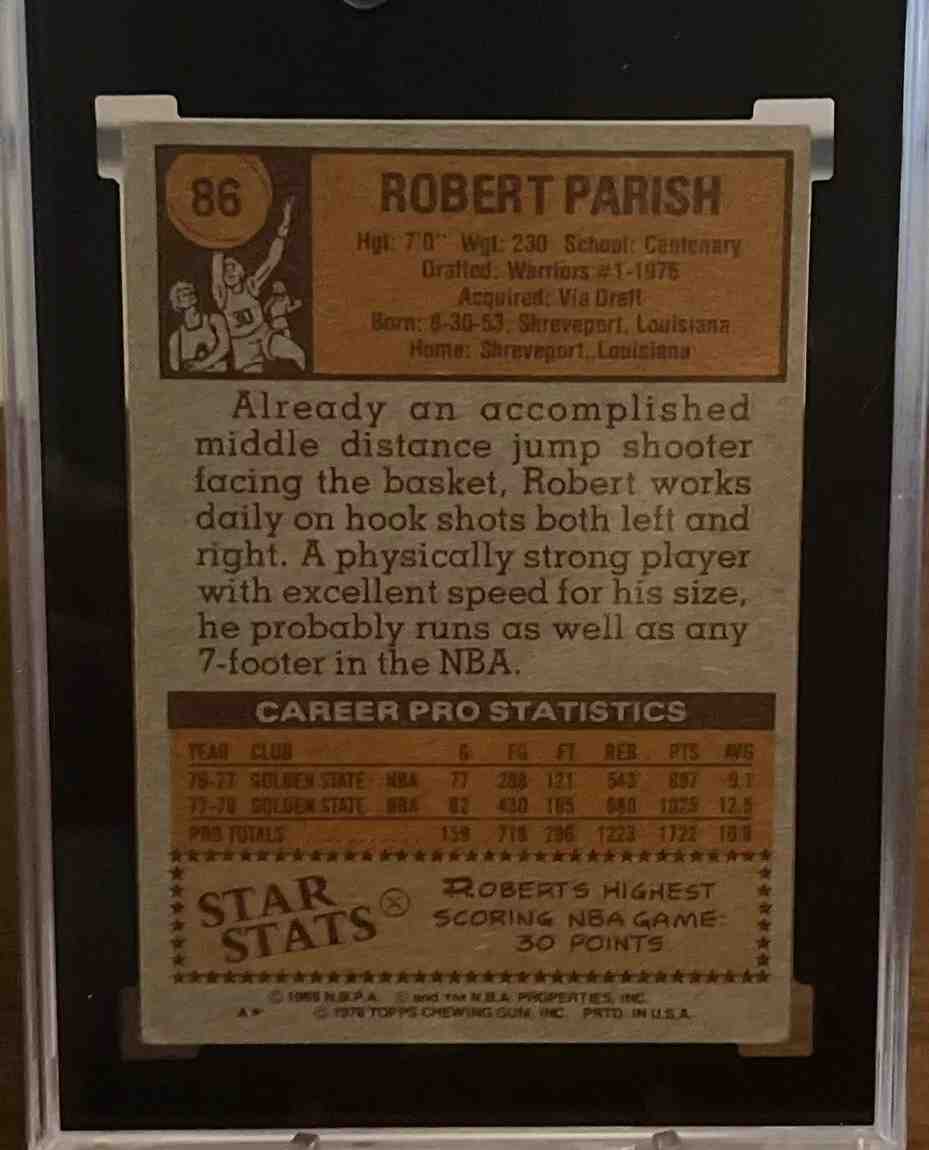 86
ROBERT PARISH
Hgt: 7'0" Wgt: 230 School: Centenary
Drafted: Warriors #1-1976
Acquired: Via Draft
Born: 8-30-53, Shreveport, Louisiana
Home: Shreveport, Louisiana
30
Already an accomplished
middle distance jump shooter
facing the basket, Robert works
daily on hook shots both left and
right. A physically strong player
with excellent speed for his size,
he probably runs as well as any
7-footer in the NBA.
CAREER PRO STATISTICS
YEAR CLUB G FG FT REB PTS AVG
76-77 GOLDEN STATE NBA 77 288 121 543 697 9.1
77-78 GOLDEN STATE NBA 82 430 165 680 1025 12.5
PRO TOTALS 159 718 286 1223 1722 10.8
STAR
STATS
ROBERT'S HIGHEST
SCORING NBA GAME:
30 POINTS
N.B.P.A. © and TM N.B.A. PROPERTIES, INC.
A* © 1978 TOPPS CHEWING GUM, INC. PRTD. IN U.S.A.